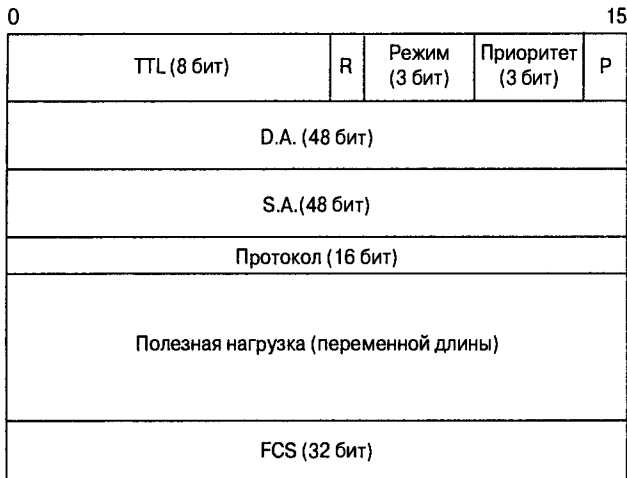 0 15
TTL (8 бит) R Режим (3 бит) Приоритет (3 бит) P
D.A. (48 бит)
S.A.(48 бит)
Протокол (16 бит)
Полезная нагрузка (переменной длины)
FCS (32 бит)